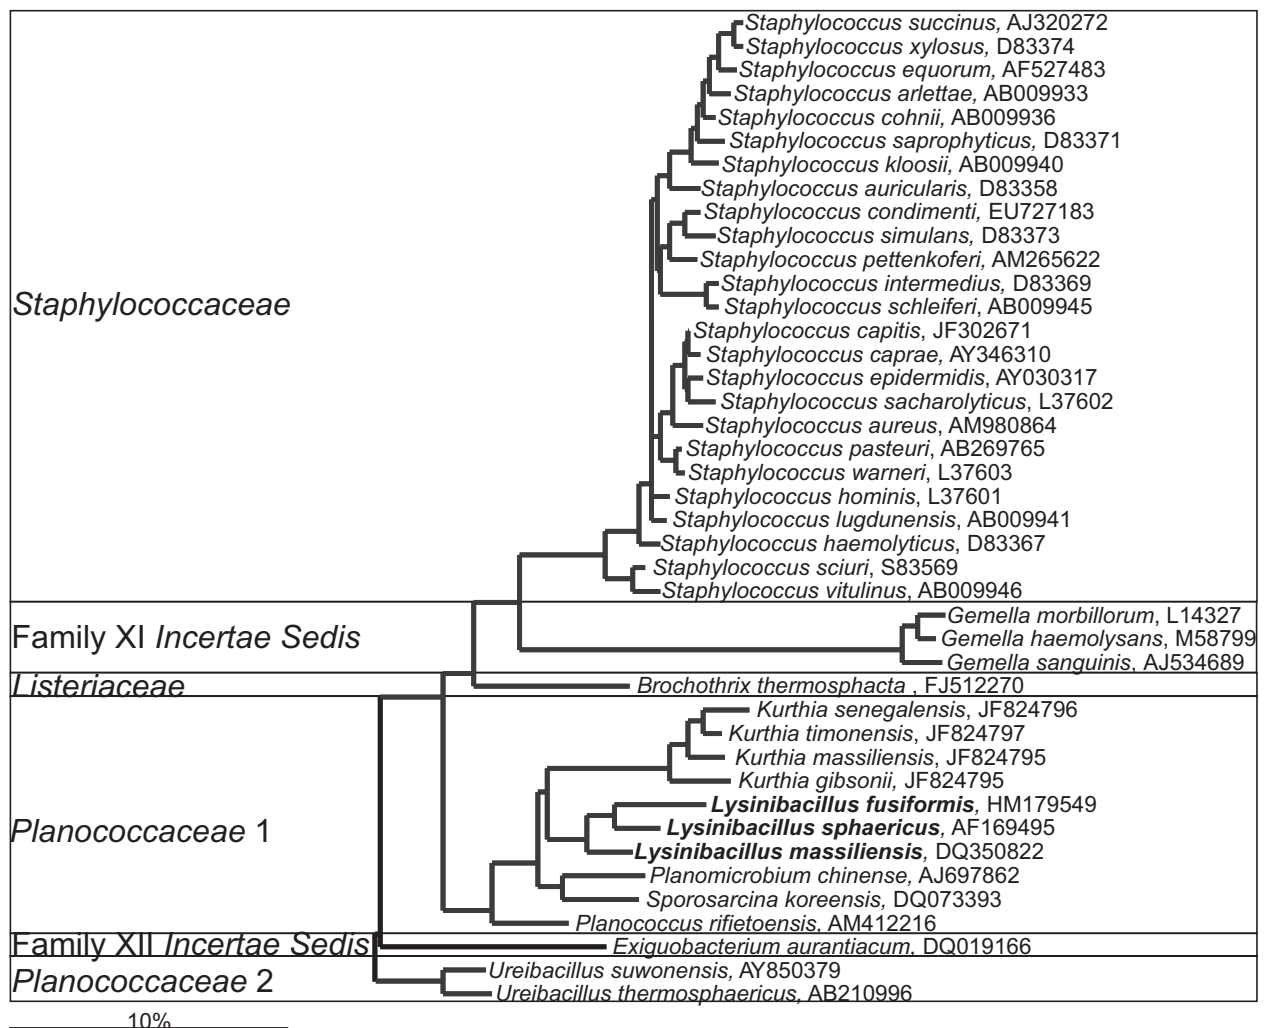 Staphylococcus succinus, AJ320272
Staphylococcus xylosus, D83374
Staphylococcus equorum, AF527483
Staphylococcus arlettae, AB009933
Staphylococcus cohnii, AB009936
Staphylococcus saprophyticus, D83371
Staphylococcus kloosii, AB009940
Staphylococcus auricularis, D83358
Staphylococcus condimenti, EU727183
Staphylococcus simulans, D83373
Staphylococcus pettenkoferi, AM265622
Staphylococcus intermedius, D83369
Staphylococcaceae
Staphylococcus schleiferi, AB009945
Staphylococcus capitis, JF302671
Staphylococcus caprae, AY346310
Staphylococcus epidermidis, AY030317
Staphylococcus sacharolyticus, L37602
Staphylococcus aureus, AM980864
Staphylococcus pasteuri, AB269765
Staphylococcus warneri, L37603
Staphylococcus hominis, L37601
Staphylococcus lugdunensis, AB009941
Staphylococcus haemolyticus, D83367
Staphylococcus sciuri, S83569
Staphylococcus vitulinus, AB009946
Gemella morbillorum, L14327
Family XI Incertae Sedis
Gemella haemolysans, M58799
Gemella sanguinis, AJ534689
Listeriaceae
Brochothrix thermosphacta , FJ512270
Kurthia senegalensis, JF824796
Kurthia timonensis, JF824797
Kurthia massiliensis, JF824795
Kurthia gibsonii, JF824795
Lysinibacillus fusiformis, HM179549
Planococcaceae 1
Lysinibacillus sphaericus, AF169495
Lysinibacillus massiliensis, DQ350822
Planomicrobium chinense, AJ697862
Sporosarcina koreensis, DQ073393
Planococcus rifietoensis, AM412216
Family XII Incertae Sedis
Exiguobacterium aurantiacum, DQ019166
Ureibacillus suwonensis, AY850379
Planococcaceae 2
Ureibacillus thermosphaericus, AB210996
10%